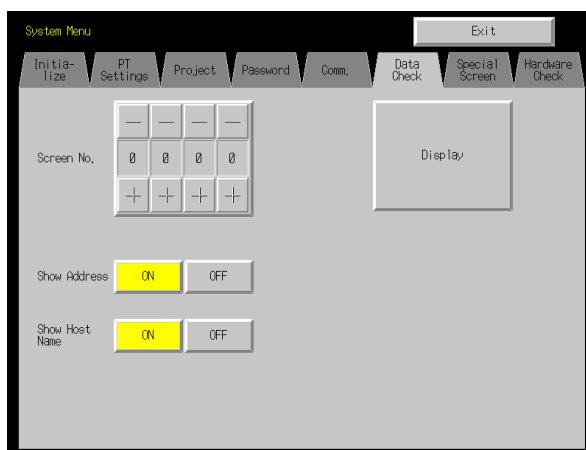 System Menu
Exit
Initia-
lize
PT
Settings
Project
Password
Comm.
Data
Check
Special
Screen
Hardware
Check
— — — —
Screen No.
0 0 0 0
+ + + +
Display
Show Address
ON
OFF
Show Host
Name
ON
OFF